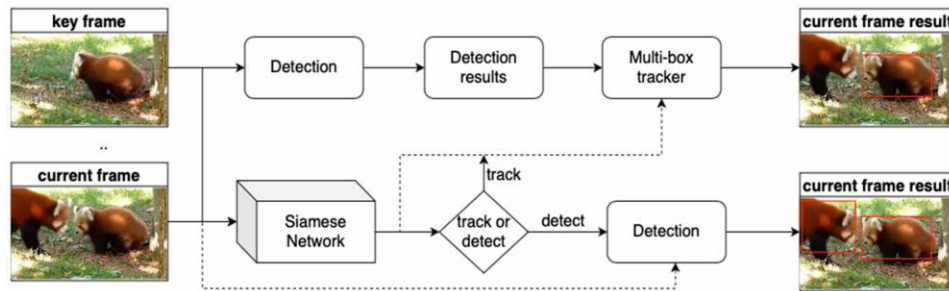 key frame
Detection
Detection
results
Multi-box
tracker
current frame result
..
current frame
Siamese
Network
track or
detect
track
detect
Detection
current frame result